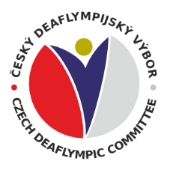 ČESKÝ DEAFLYMPIJSKÝ VÝBOR
CZECH DEAFLYMPIC COMMITTEE